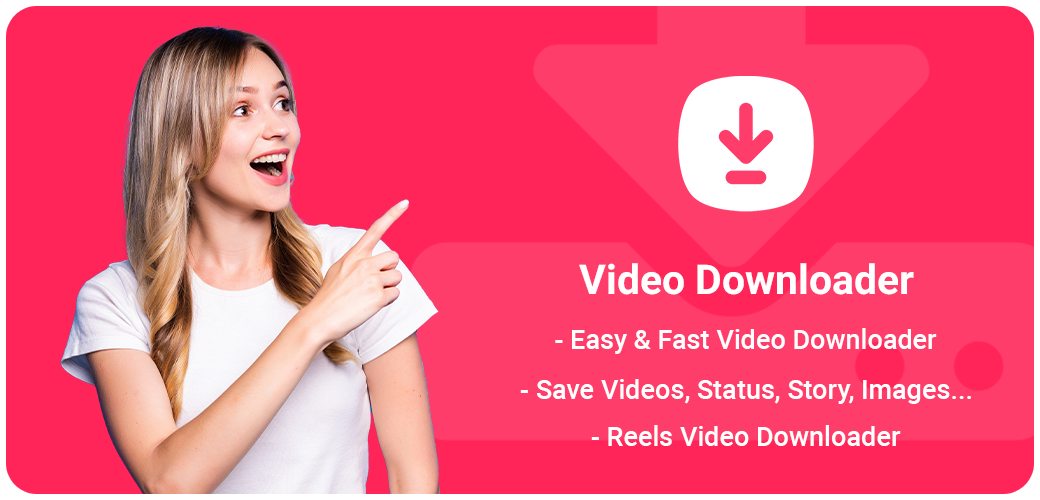 Video Downloader
- Easy & Fast Video Downloader
- Save Videos, Status, Story, Images...
- Reels Video Downloader